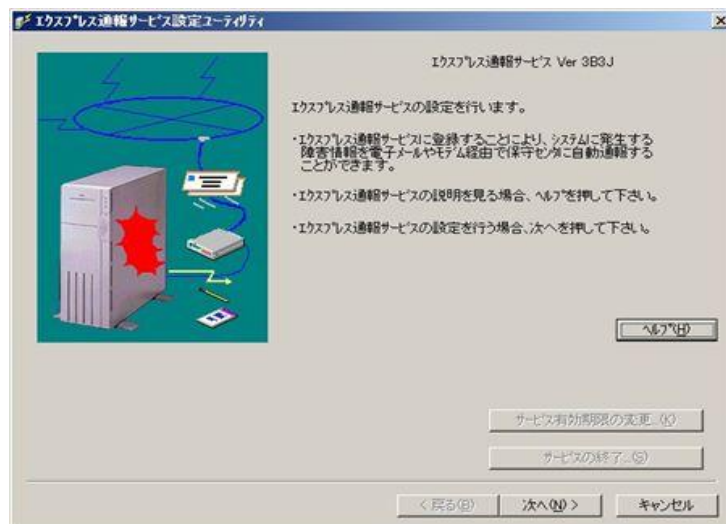 エクスプレス通報サービス設定ユーティリティ
エクスプレス通報サービス Ver 3B3J
エクスプレス通報サービスの設定を行います。
・エクスプレス通報サービスに登録することにより、システムに発生する
障害情報を電子メールやモデム経由で保守センタに自動通報する
ことができます。
・エクスプレス通報サービスの説明を見る場合、ヘルプを押して下さい。
・エクスプレス通報サービスの設定を行う場合、次へを押して下さい。
ヘルプ(H)
サービス有効期限の変更...(K)
サービスの終了...(S)
< 戻る(B)
次へ(N) >
キャンセル